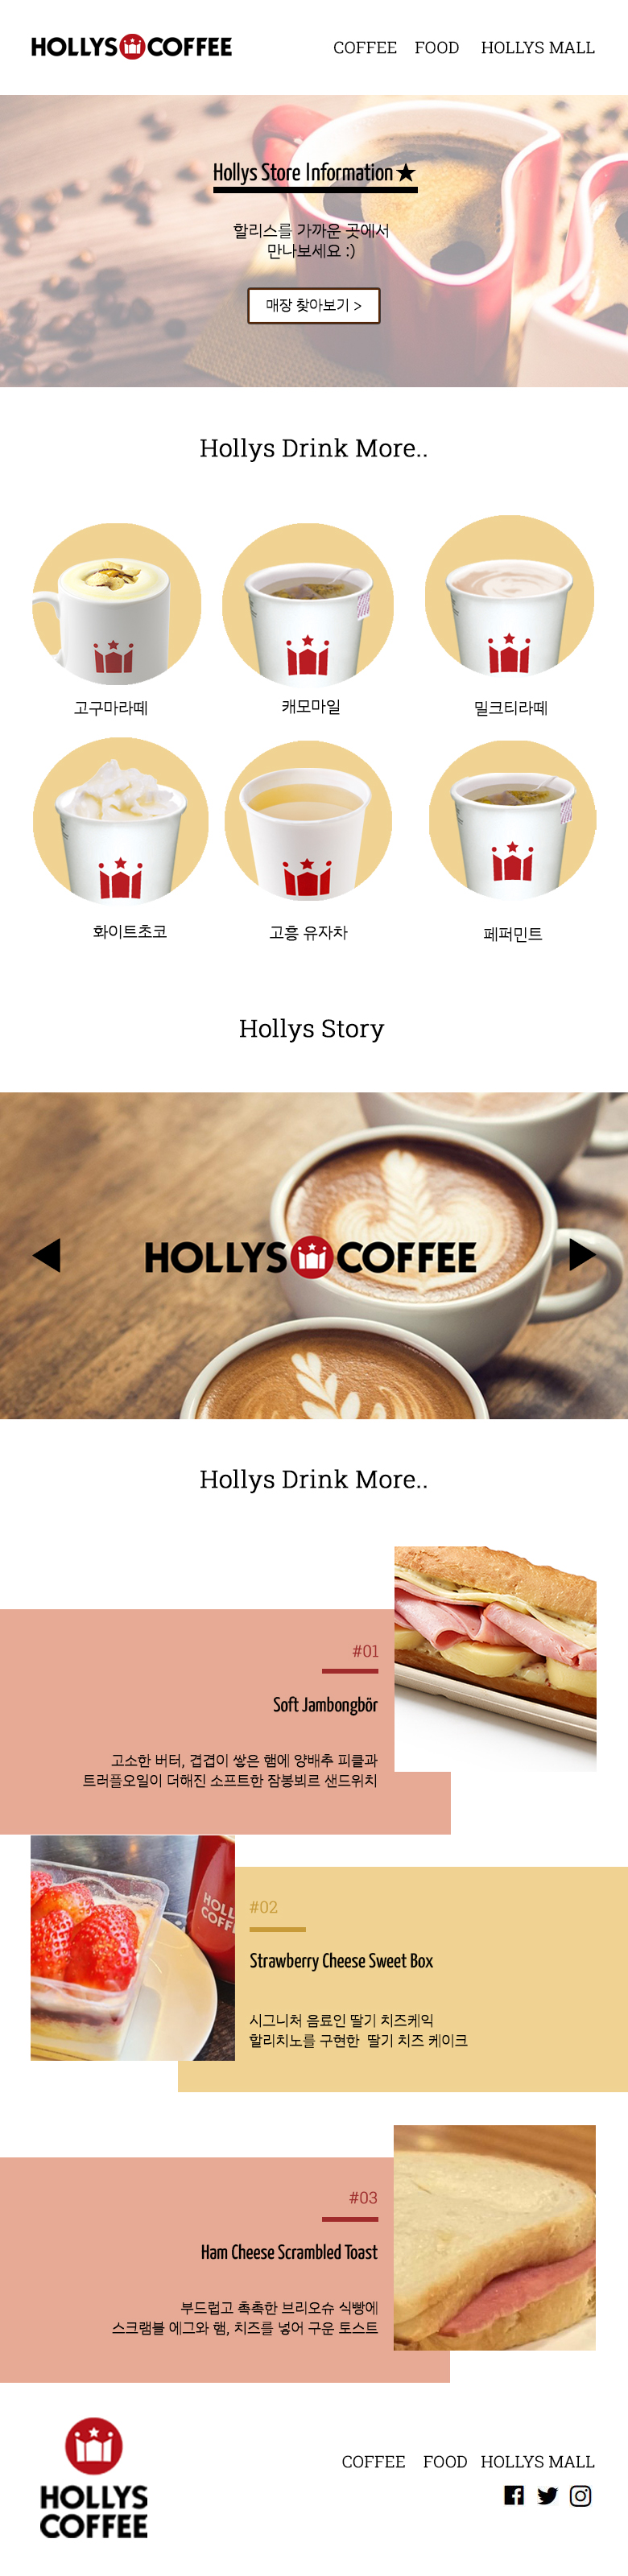 HOLLYS COFFEE
COFFEE FOOD HOLLYS MALL
Hollys Store Information★
할리스를 가까운 곳에서
만나보세요 :)
매장 찾아보기 >
Hollys Drink More..
고구마라떼
캐모마일
밀크티라떼
화이트초코
고흥 유자차
페퍼민트
Hollys Story
HOLLYS COFFEE
Hollys Drink More..
#01
Soft Jambongbör
고소한 버터, 겹겹이 쌓은 햄에 양배추 피클과
트러플오일이 더해진 소프트한 잠봉뵈르 샌드위치
HOLL
COFF
#02
Strawberry Cheese Sweet Box
시그니처 음료인 딸기 치즈케익
할리치노를 구현한 딸기 치즈 케이크
#03
Ham Cheese Scrambled Toast
부드럽고 촉촉한 브리오슈 식빵에
스크램블 에그와 햄, 치즈를 넣어 구운 토스트
HOLLYS
COFFEE
COFFEE FOOD HOLLYS MALL